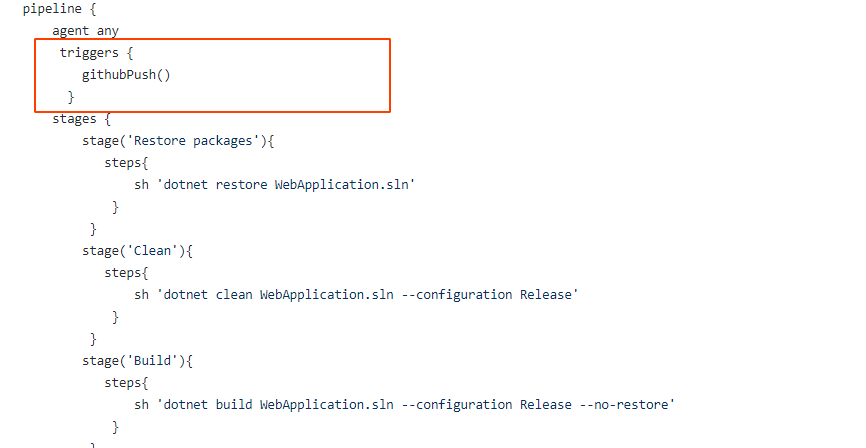 pipeline {
agent any
triggers {
githubPush()
}
stages {
stage('Restore packages'){
steps{
sh 'dotnet restore WebApplication.sln'
}
}
stage('Clean'){
steps{
sh 'dotnet clean WebApplication.sln --configuration Release'
}
}
stage('Build'){
steps{
sh 'dotnet build WebApplication.sln --configuration Release --no-restore'
}
}